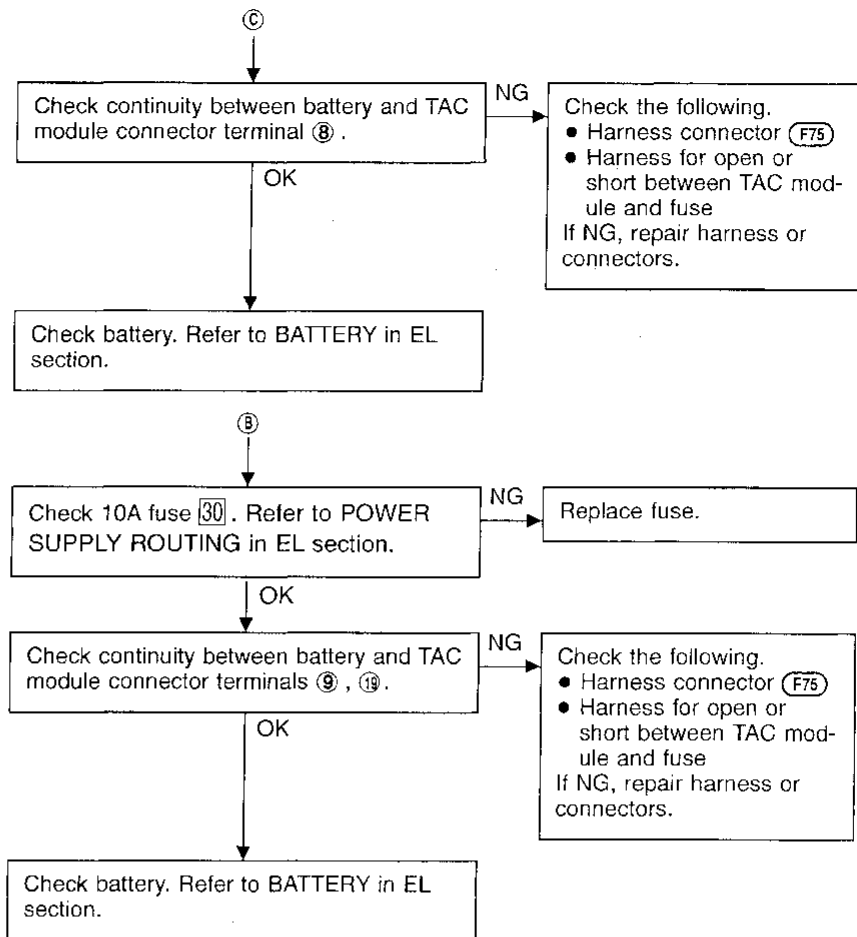 Ⓒ
Check continuity between battery and TAC
module connector terminal ⑧ .
NG
Check the following.
● Harness connector (F75)
● Harness for open or
short between TAC mod-
ule and fuse
If NG, repair harness or
connectors.
OK
Check battery. Refer to BATTERY in EL
section.
Ⓑ
Check 10A fuse 30 . Refer to POWER
SUPPLY ROUTING in EL section.
NG
Replace fuse.
OK
Check continuity between battery and TAC
module connector terminals ⑨ , ⑲ .
NG
Check the following.
● Harness connector (F75)
● Harness for open or
short between TAC mod-
ule and fuse
If NG, repair harness or
connectors.
OK
Check battery. Refer to BATTERY in EL
section.